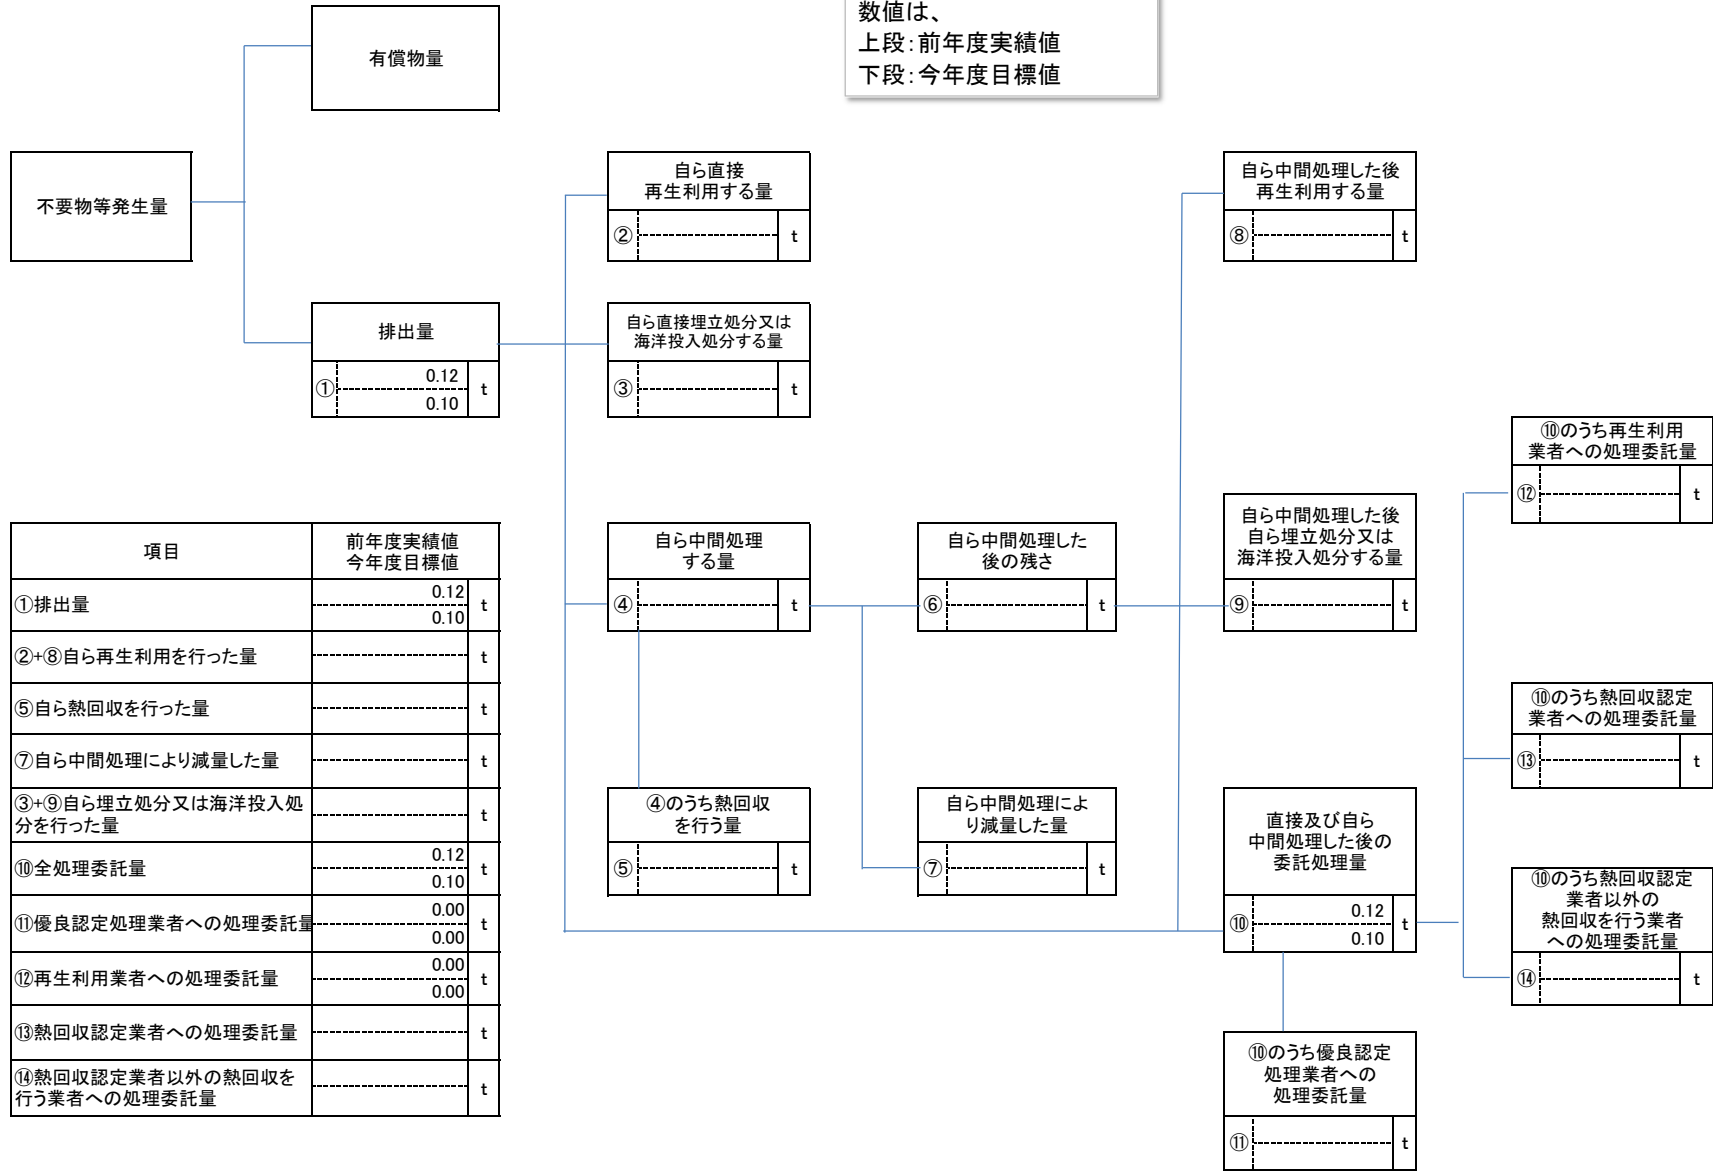 数値は、
上段：前年度実績値
下段：今年度目標値
有償物量
不要物等発生量
自ら直接
再生利用する量
② t
自ら中間処理した後
再生利用する量
⑧ t
排出量
① 0.12 t
0.10
自ら直接埋立処分又は
海洋投入処分する量
③ t
⑩のうち再生利用
業者への処理委託量
⑫ t
自ら中間処理
する量
④ t
自ら中間処理した
後の残さ
⑥ t
自ら中間処理した後
自ら埋立処分又は
海洋投入処分する量
⑨ t
⑩のうち熱回収認定
業者への処理委託量
⑬ t
④のうち熱回収
を行う量
⑤ t
自ら中間処理によ
り減量した量
⑦ t
直接及び自ら
中間処理した後の
委託処理量
⑩ 0.12 t
0.10
⑩のうち熱回収認定
業者以外の
熱回収を行う業者
への処理委託量
⑭ t
⑩のうち優良認定
処理業者への
処理委託量
⑪ t
項目 前年度実績値
今年度目標値
①排出量 0.12 t
0.10
②+⑧自ら再生利用を行った量 t
⑤自ら熱回収を行った量 t
⑦自ら中間処理により減量した量 t
③+⑨自ら埋立処分又は海洋投入処
分を行った量 t
⑩全処理委託量 0.12 t
0.10
⑪優良認定処理業者への処理委託量 0.00 t
0.00
⑫再生利用業者への処理委託量 0.00 t
0.00
⑬熱回収認定業者への処理委託量 t
⑭熱回収認定業者以外の熱回収を
行う業者への処理委託量 t